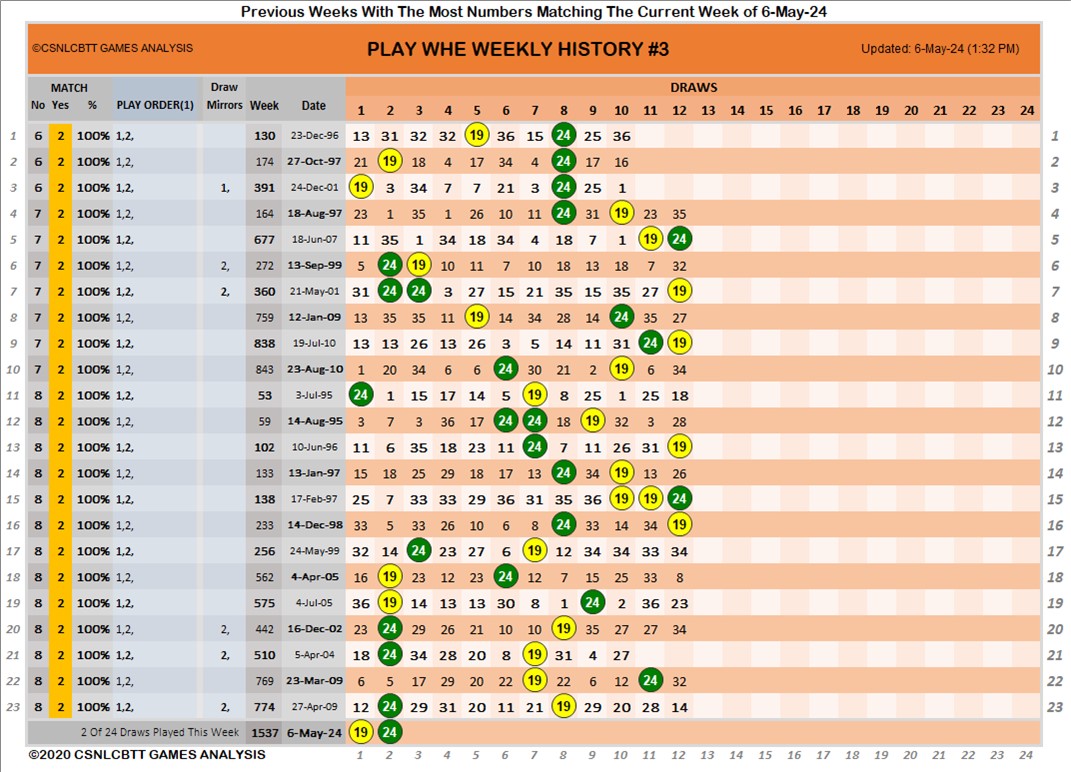 Previous Weeks With The Most Numbers Matching The Current Week of 6-May-24
©CSNLCBTT GAMES ANALYSIS PLAY WHE WEEKLY HISTORY #3 Updated: 6-May-24 (1:32 PM)
MATCH Draw DRAWS
No Yes % PLAY ORDER(1) Mirrors Week Date 1 2 3 4 5 6 7 8 9 10 11 12 13 14 15 16 17 18 19 20 21 22 23 24
1 6 2 100% 1,2, 130 23-Dec-96 13 31 32 32 19 36 15 24 25 36 1
2 6 2 100% 1,2, 174 27-Oct-97 21 19 18 4 17 34 4 24 17 16 2
3 6 2 100% 1,2, 1, 391 24-Dec-01 19 3 34 7 7 21 3 24 25 1 3
4 7 2 100% 1,2, 164 18-Aug-97 23 1 35 1 26 10 11 24 31 19 23 35 4
5 7 2 100% 1,2, 677 18-Jun-07 11 35 1 34 18 34 4 18 7 1 19 24 5
6 7 2 100% 1,2, 2, 272 13-Sep-99 5 24 19 10 11 7 10 18 13 18 7 32 6
7 7 2 100% 1,2, 2, 360 21-May-01 31 24 24 3 27 15 21 35 15 35 27 19 7
8 7 2 100% 1,2, 759 12-Jan-09 13 35 35 11 19 14 34 28 14 24 35 27 8
9 7 2 100% 1,2, 838 19-Jul-10 13 13 26 13 26 3 5 14 11 31 24 19 9
10 7 2 100% 1,2, 843 23-Aug-10 1 20 34 6 6 24 30 21 2 19 6 34 10
11 8 2 100% 1,2, 53 3-Jul-95 24 1 15 17 14 5 19 8 25 1 25 18 11
12 8 2 100% 1,2, 59 14-Aug-95 3 7 3 36 17 24 24 18 19 32 3 28 12
13 8 2 100% 1,2, 102 10-Jun-96 11 6 35 18 23 11 24 7 11 26 31 19 13
14 8 2 100% 1,2, 133 13-Jan-97 15 18 25 29 18 17 13 24 34 19 13 26 14
15 8 2 100% 1,2, 138 17-Feb-97 25 7 33 33 29 36 31 35 36 19 19 24 15
16 8 2 100% 1,2, 233 14-Dec-98 33 5 33 26 10 6 8 24 33 14 34 19 16
17 8 2 100% 1,2, 256 24-May-99 32 14 24 23 27 6 19 12 34 34 33 34 17
18 8 2 100% 1,2, 562 4-Apr-05 16 19 23 12 23 24 12 7 15 25 33 8 18
19 8 2 100% 1,2, 575 4-Jul-05 36 19 14 13 13 30 8 1 24 2 36 23 19
20 8 2 100% 1,2, 2, 442 16-Dec-02 23 24 29 26 21 10 10 19 35 27 27 34 20
21 8 2 100% 1,2, 2, 510 5-Apr-04 18 24 34 28 20 8 19 31 4 27 21
22 8 2 100% 1,2, 769 23-Mar-09 6 5 17 29 20 22 19 22 6 12 24 32 22
23 8 2 100% 1,2, 2, 774 27-Apr-09 12 24 29 31 20 11 21 19 29 20 28 14 23
2 Of 24 Draws Played This Week 1537 6-May-24 19 24
©2020 CSNLCBTT GAMES ANALYSIS 1 2 3 4 5 6 7 8 9 10 11 12 13 14 15 16 17 18 19 20 21 22 23 24